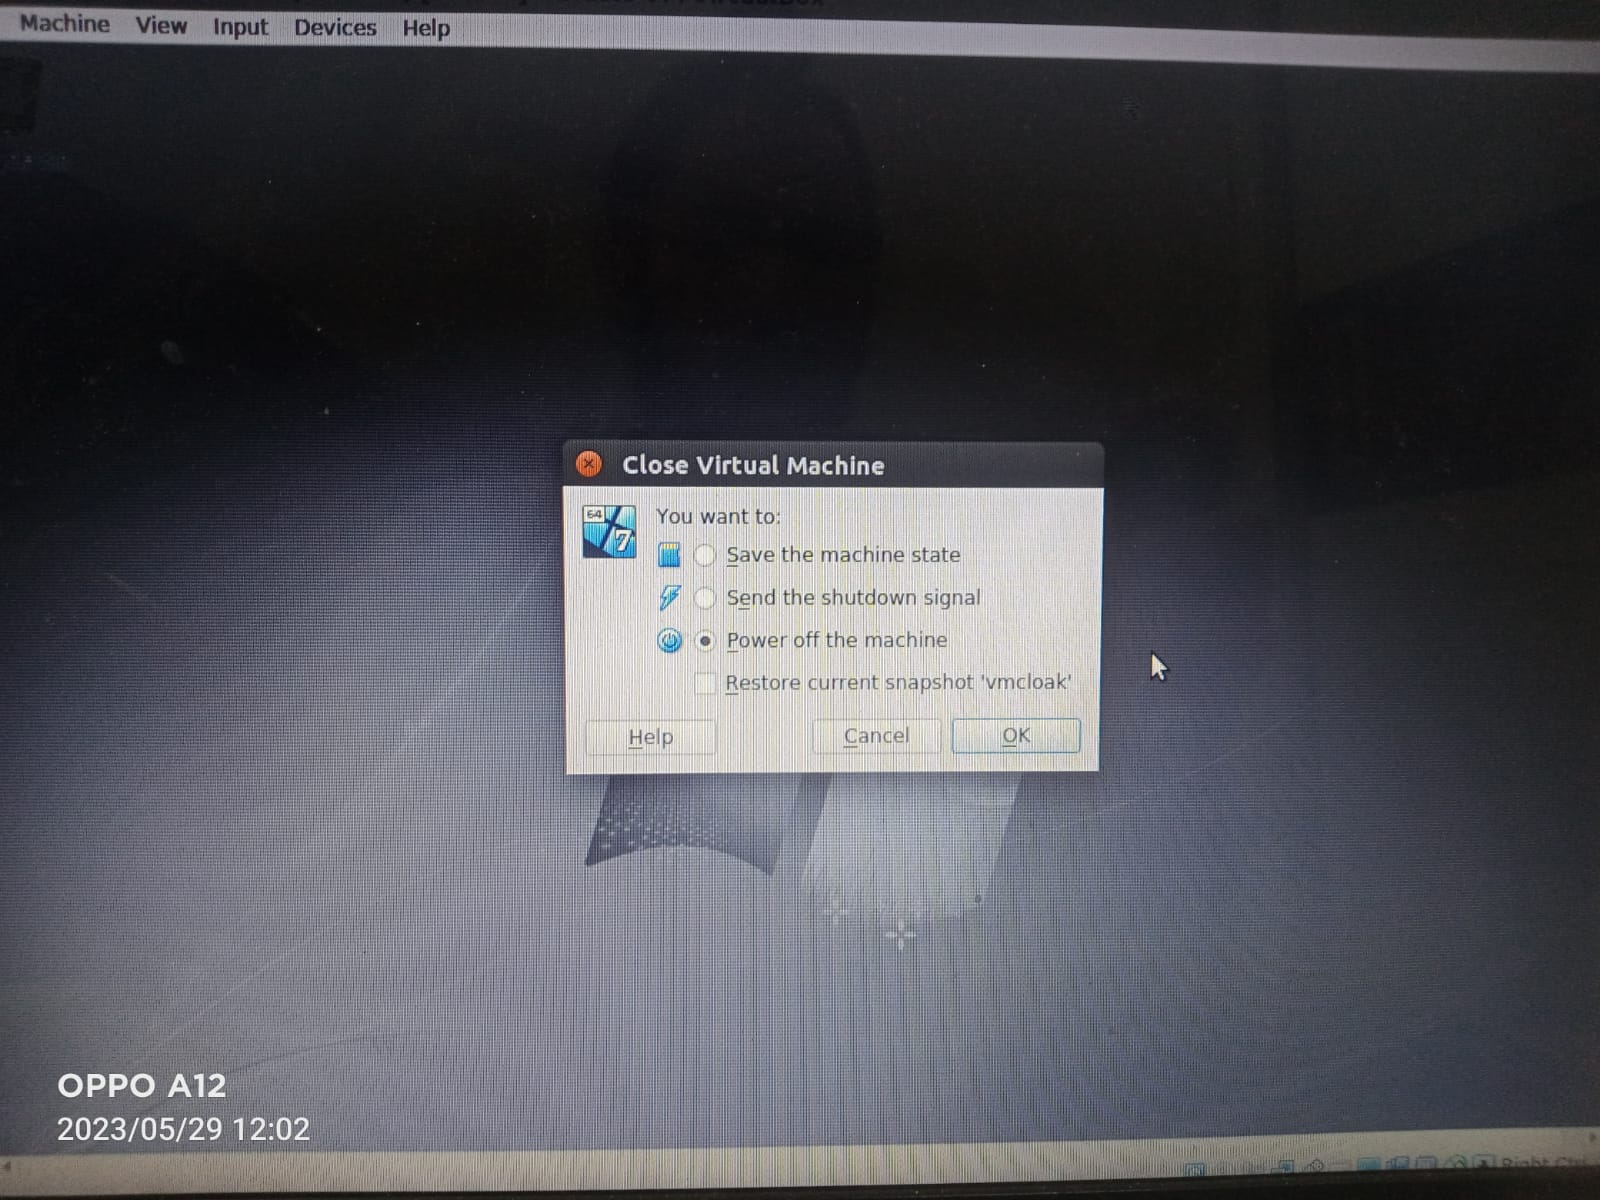 Machine View Input Devices Help
Close Virtual Machine
64
7
You want to:
Save the machine state
Send the shutdown signal
Power off the machine
Restore current snapshot 'vmcloak'
Help Cancel OK
OPPO A12
2023/05/29 12:02
Right Ctrl